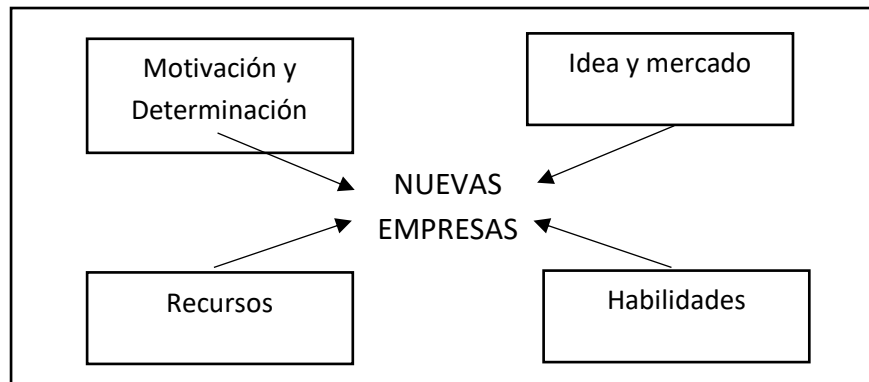 Motivación y
Determinación
Idea y mercado
NUEVAS
EMPRESAS
Recursos
Habilidades